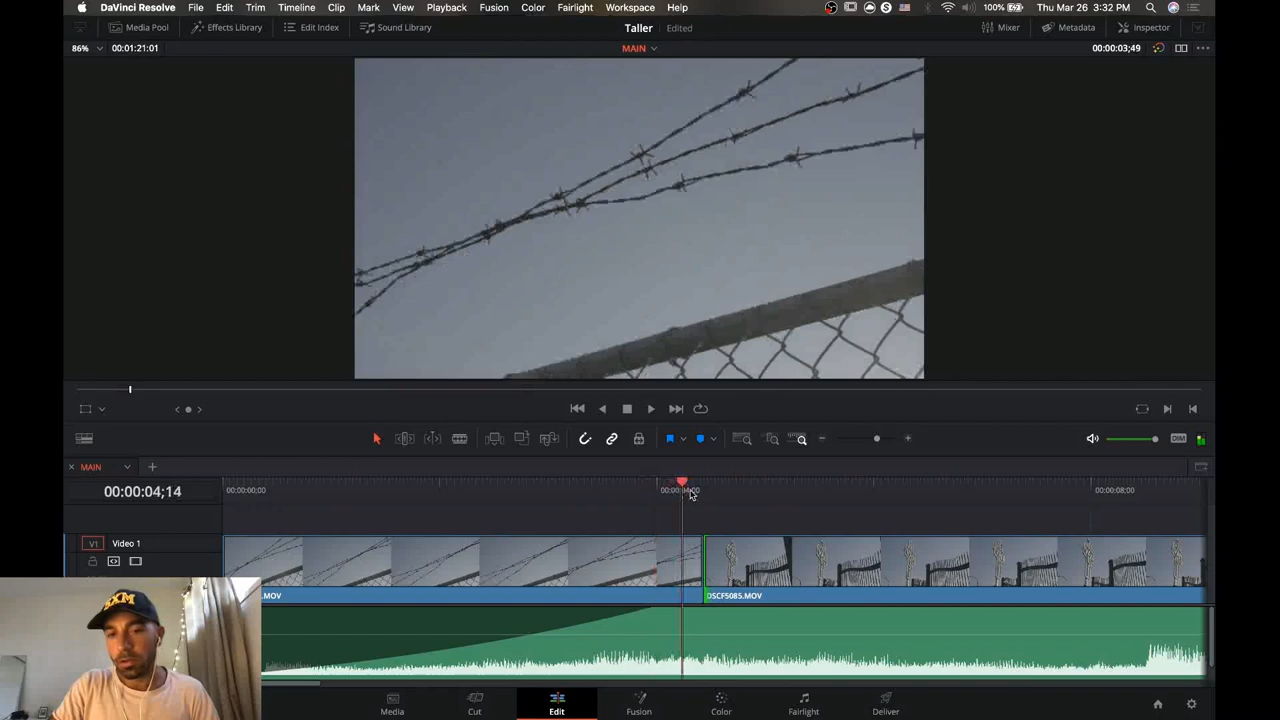 DaVinci Resolve File Edit Trim Timeline Clip Mark View Playback Fusion Color Fairlight Workspace Help 100% Thu Mar 26 3:32 PM
Media Pool Effects Library Edit Index Sound Library Taller Edited Mixer Metadata Inspector
86% 00:01:21:01 MAIN 00:00:03;49
DIM
MAIN
00:00:04;14 00:00:00;00 00:00:08;00
V1 Video 1
.MOV DSCF5085.MOV
SXM
Media Cut Edit Fusion Color Fairlight Deliver